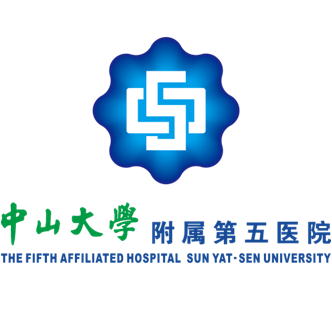 中山大學 附属第五医院
THE FIFTH AFFILIATED HOSPITAL SUN YAT-SEN UNIVERSITY